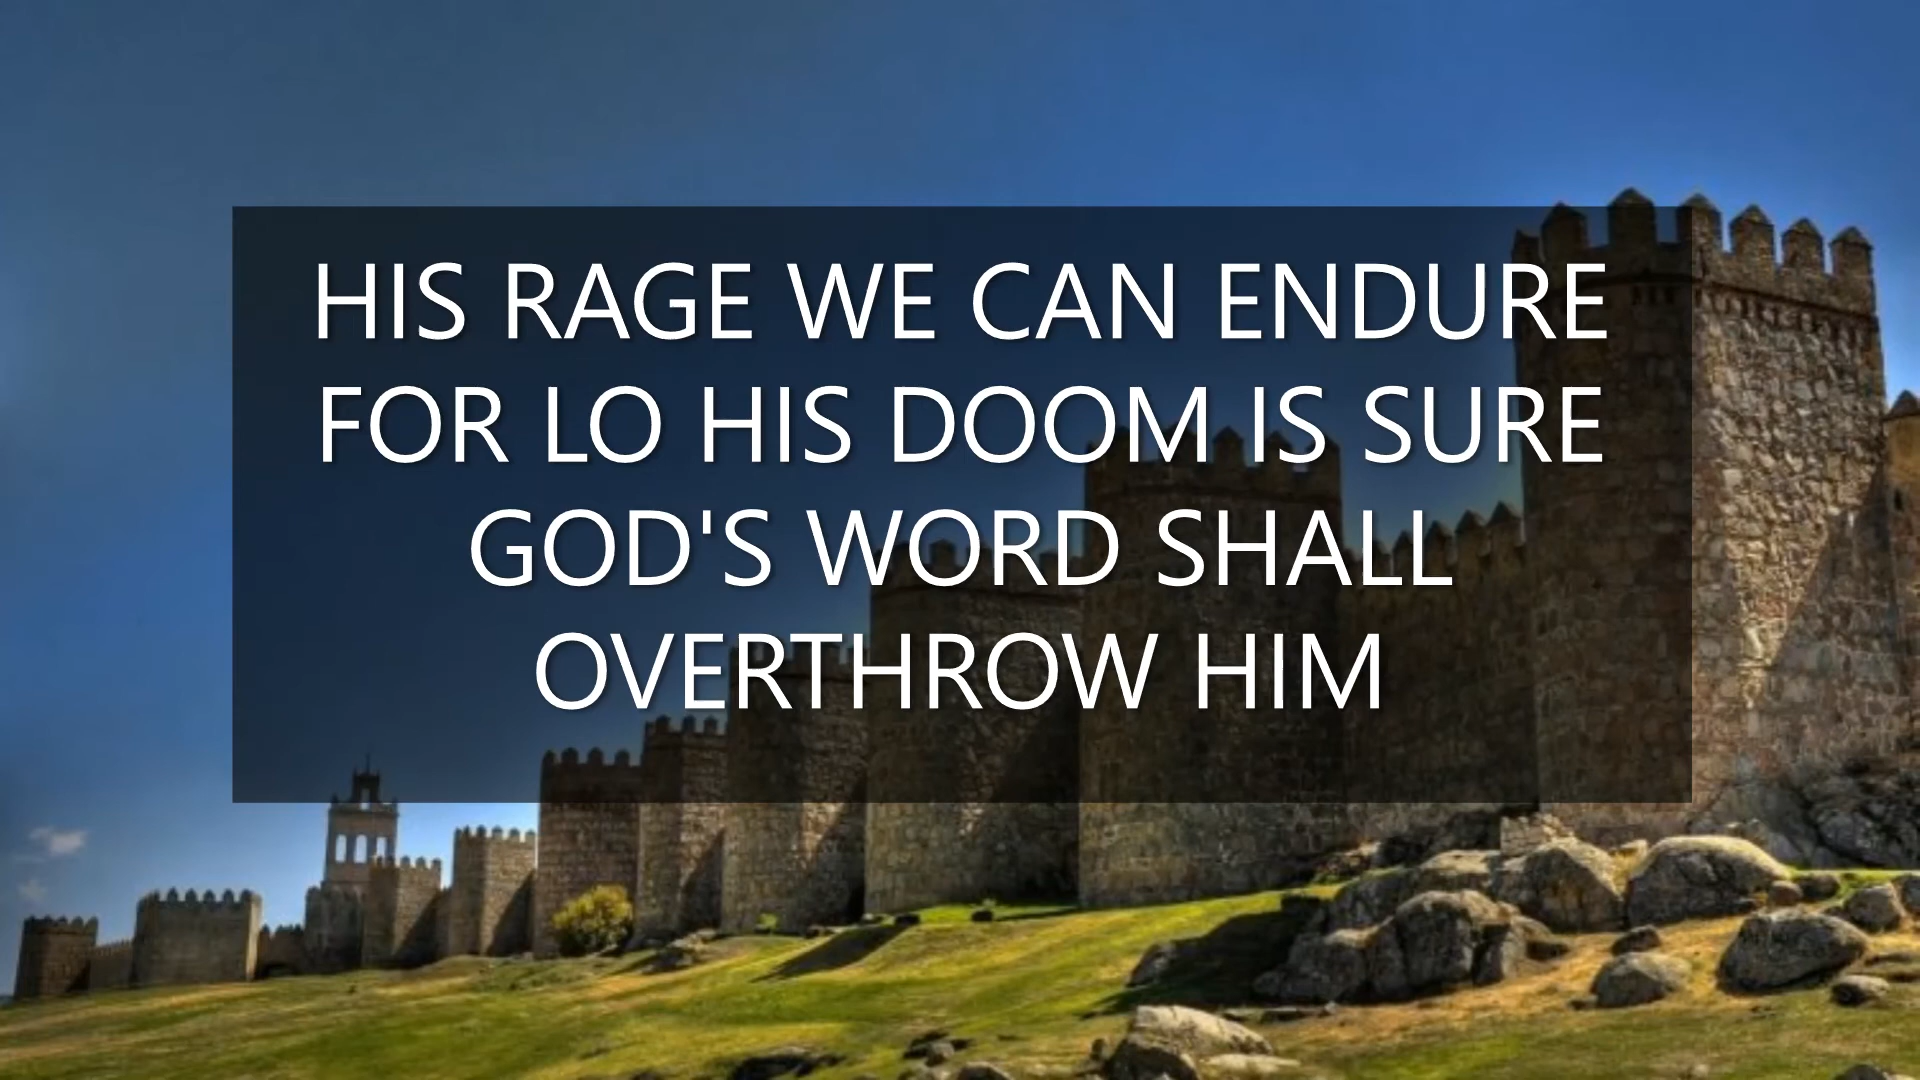 HIS RAGE WE CAN ENDURE
FOR LO HIS DOOM IS SURE
GOD'S WORD SHALL
OVERTHROW HIM